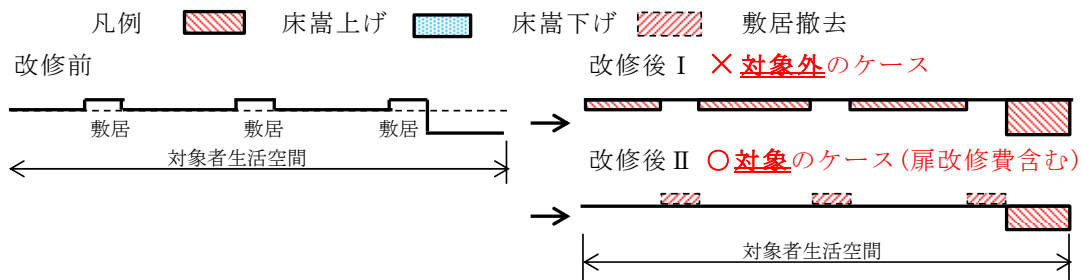 凡例 床嵩上げ 床嵩下げ 敷居撤去
改修前
敷居 敷居 敷居
対象者生活空間
改修後Ⅰ ×対象外のケース
改修後Ⅱ ○対象のケース(扉改修費含む)
対象者生活空間